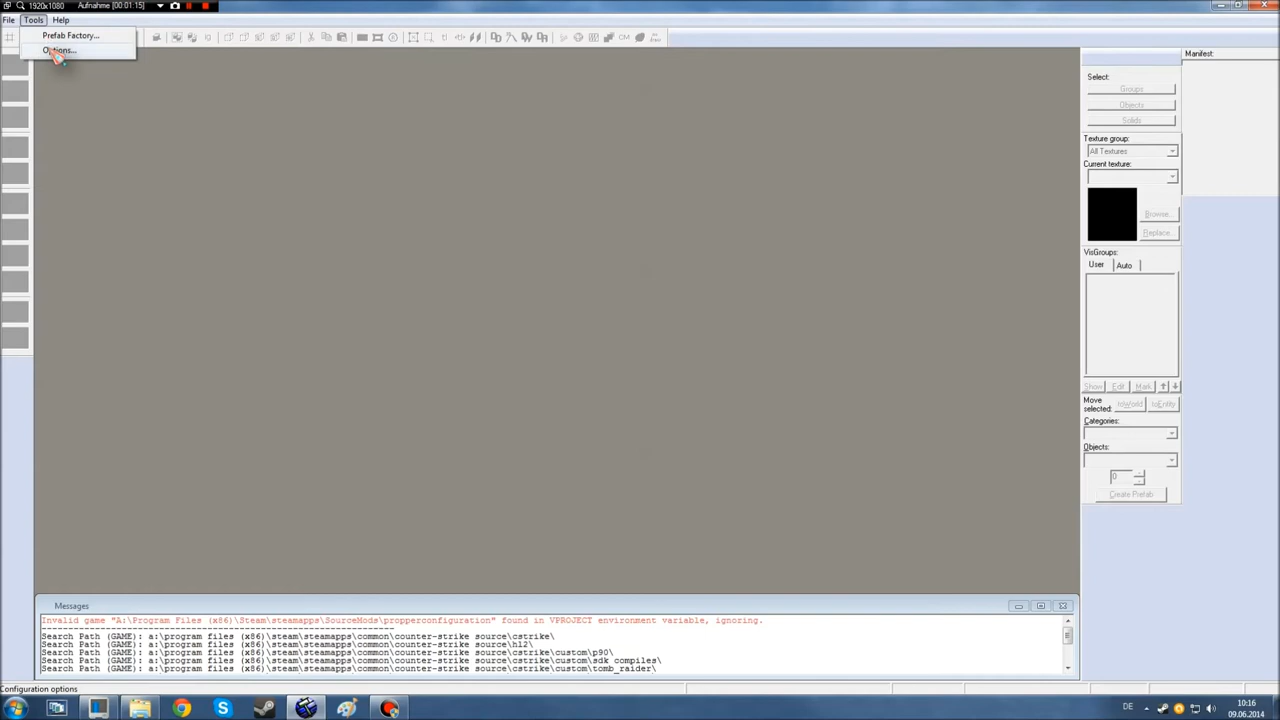 1920x1080 Aufnahme [00:01:15]
File Tools Help
Prefab Factory...
Options...
CM
Manifest:
Select:
Groups
Objects
Solids
Texture group:
All Textures
Current texture:
Browse...
Replace...
VisGroups:
User Auto
Show Edit Mark
Move selected: toWorld toEntity
Categories:
Objects:
0
Create Prefab
Messages
Invalid game "A:\Program Files (x86)\Steam\steamapps\SourceMods\propperconfiguration" found in VPROJECT environment variable, ignoring.
Search Path (GAME): a:\program files (x86)\steam\steamapps\common\counter-strike source\cstrike\
Search Path (GAME): a:\program files (x86)\steam\steamapps\common\counter-strike source\hl2\
Search Path (GAME): a:\program files (x86)\steam\steamapps\common\counter-strike source\cstrike\custom\p90\
Search Path (GAME): a:\program files (x86)\steam\steamapps\common\counter-strike source\cstrike\custom\sdk_compiles\
Search Path (GAME): a:\program files (x86)\steam\steamapps\common\counter-strike source\cstrike\custom\tomb_raider\
Configuration options
DE
10:16
09.06.2014